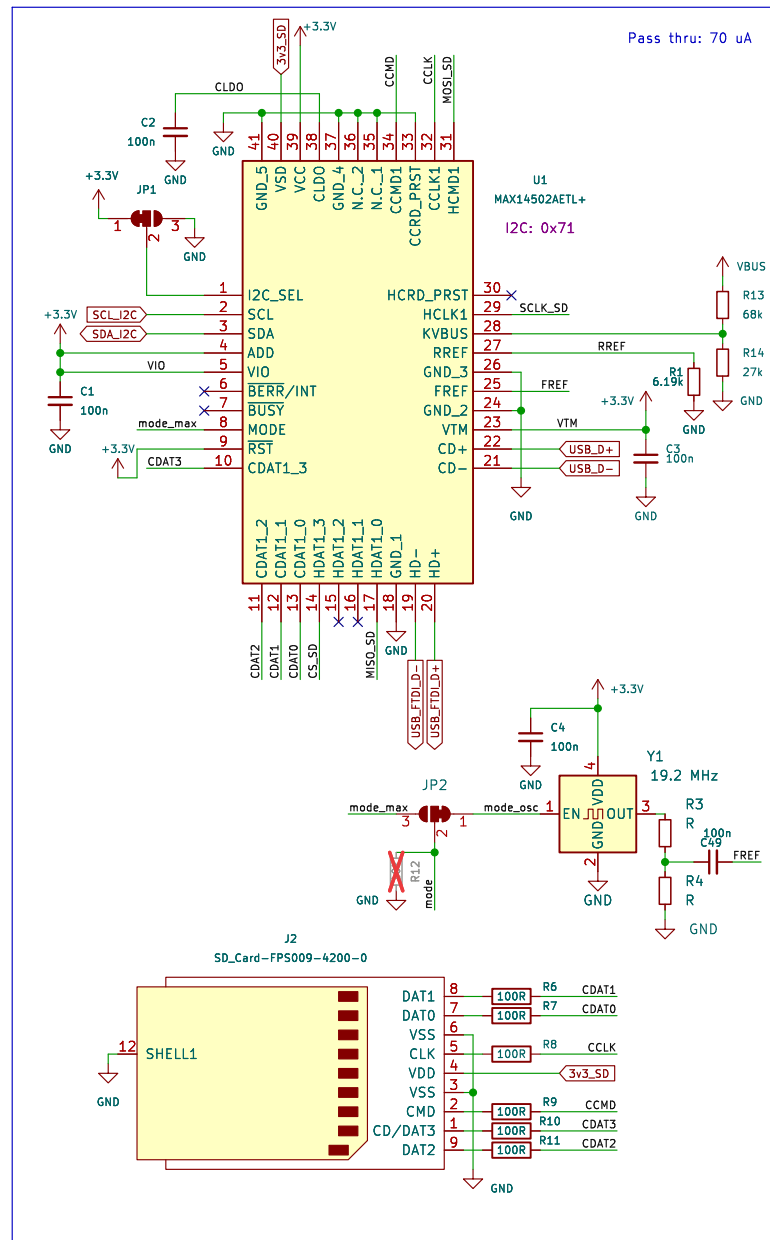 Pass thru: 70 uA
+3.3V
3v3_SD
CLDO
CCMD
CCLK
MOSI_SD
C2
100n
GND
GND
41
40
39
38
37
36
35
34
33
32
31
GND_5
VSD
VCC
CLDO
GND_4
N.C._2
N.C._1
CCMD1
CCRD_PRST
CCLK1
HCMD1
U1
MAX14502AETL+
I2C: 0x71
+3.3V
JP1
1
2
3
GND
1 I2C_SEL
SCL_I2C 2 SCL
SDA_I2C 3 SDA
+3.3V
4 ADD
VIO 5 VIO
6 BERR/INT
7 BUSY
mode_max 8 MODE
+3.3V 9 RST
CDAT3 10 CDAT1_3
C1
100n
GND
HCRD_PRST 30
HCLK1 29 SCLK_SD
KVBUS 28
RREF 27 RREF
GND_3 26
FREF 25 FREF
GND_2 24
VTM 23 VTM
CD+ 22 USB_D+
CD- 21 USB_D-
GND
VBUS
R13
68k
R14
27k
GND
R1
6.19k
GND
+3.3V
C3
100n
GND
CDAT1_2
CDAT1_1
CDAT1_0
HDAT1_3
HDAT1_2
HDAT1_1
HDAT1_0
GND_1
HD-
HD+
11
12
13
14
15
16
17
18
19
20
CDAT2
CDAT1
CDAT0
CS_SD
MISO_SD
GND
USB_FTDI_D-
USB_FTDI_D+
+3.3V
C4
100n
GND
Y1
19.2 MHz
4
VDD
1 EN
OUT 3
GND
2
GND
JP2
mode_max 3
2
1 mode_osc
R12
GND
mode
R3
R
100n
C49
FREF
R4
R
GND
J2
SD_Card-FPS009-4200-0
12 SHELL1
GND
DAT1 8 100R R6 CDAT1
DAT0 7 100R R7 CDAT0
VSS 6
CLK 5 100R R8 CCLK
VDD 4 3v3_SD
VSS 3
CMD 2 100R R9 CCMD
CD/DAT3 1 100R R10 CDAT3
DAT2 9 100R R11 CDAT2
GND